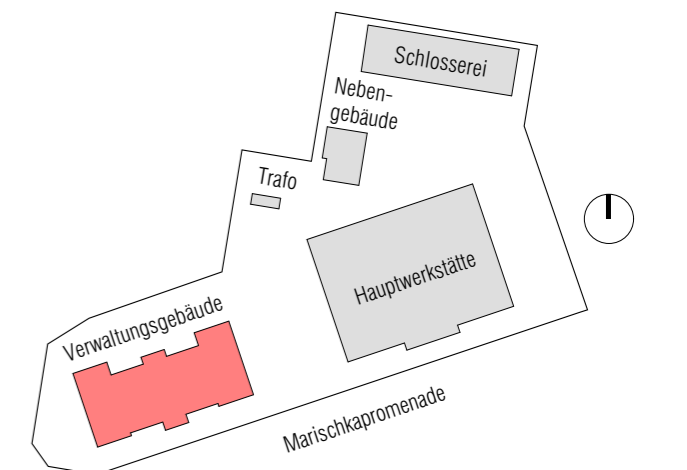 Schlosserei
Neben-
gebäude
Trafo
Hauptwerkstätte
Verwaltungsgebäude
Marischkapromenade